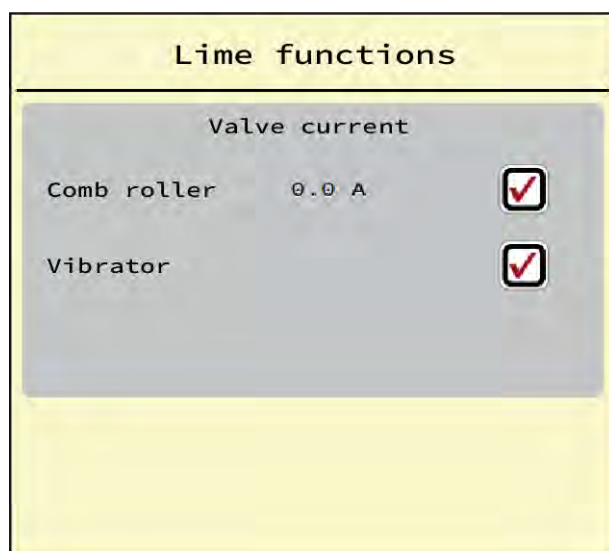 Lime functions
Valve current
Comb roller 0.0 A
Vibrator